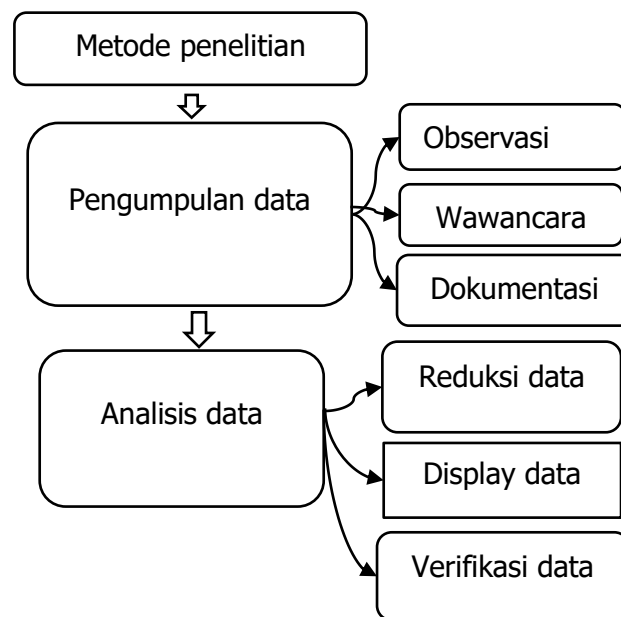 Metode penelitian
Pengumpulan data
Observasi
Wawancara
Dokumentasi
Analisis data
Reduksi data
Display data
Verifikasi data